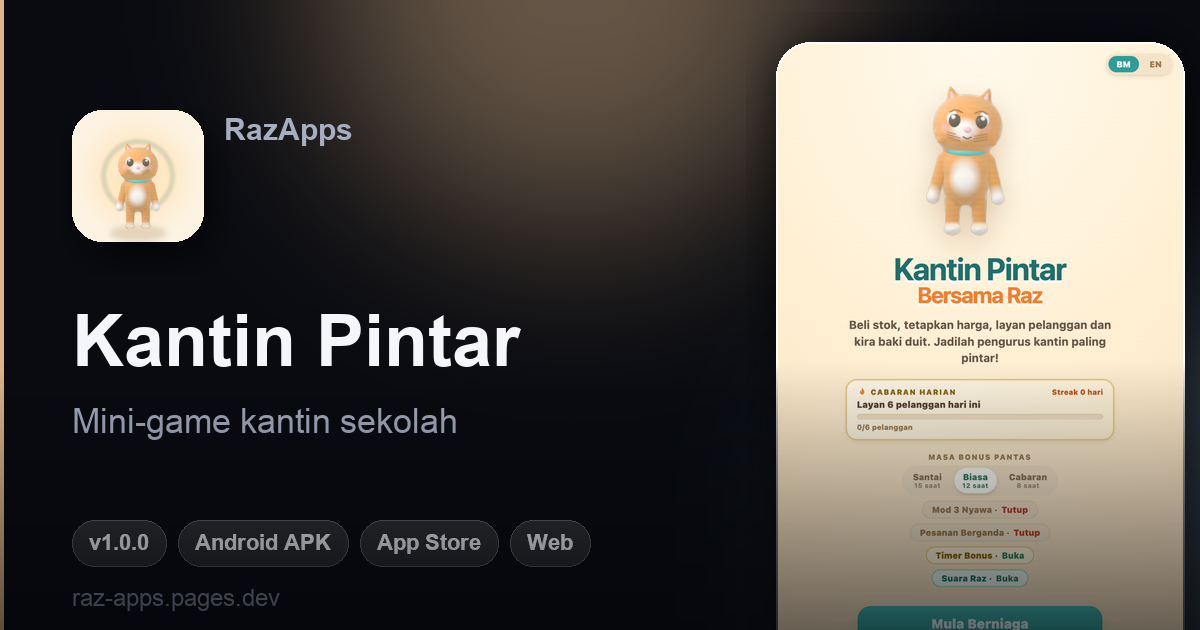 RazApps
Kantin Pintar
Mini-game kantin sekolah
v1.0.0
Android APK
App Store
Web
raz-apps.pages.dev
BM
EN
Kantin Pintar
Bersama Raz
Beli stok, tetapkan harga, layan pelanggan dan
kira baki duit. Jadilah pengurus kantin paling
pintar!
CABARAN HARIAN
Streak 0 hari
Layan 6 pelanggan hari ini
0/6 pelanggan
MASA BONUS PANTAS
Santai
15 saat
Biasa
12 saat
Cabaran
8 saat
Mod 3 Nyawa · Tutup
Pesanan Berganda · Tutup
Timer Bonus · Buka
Suara Raz · Buka
Mula Berniaga